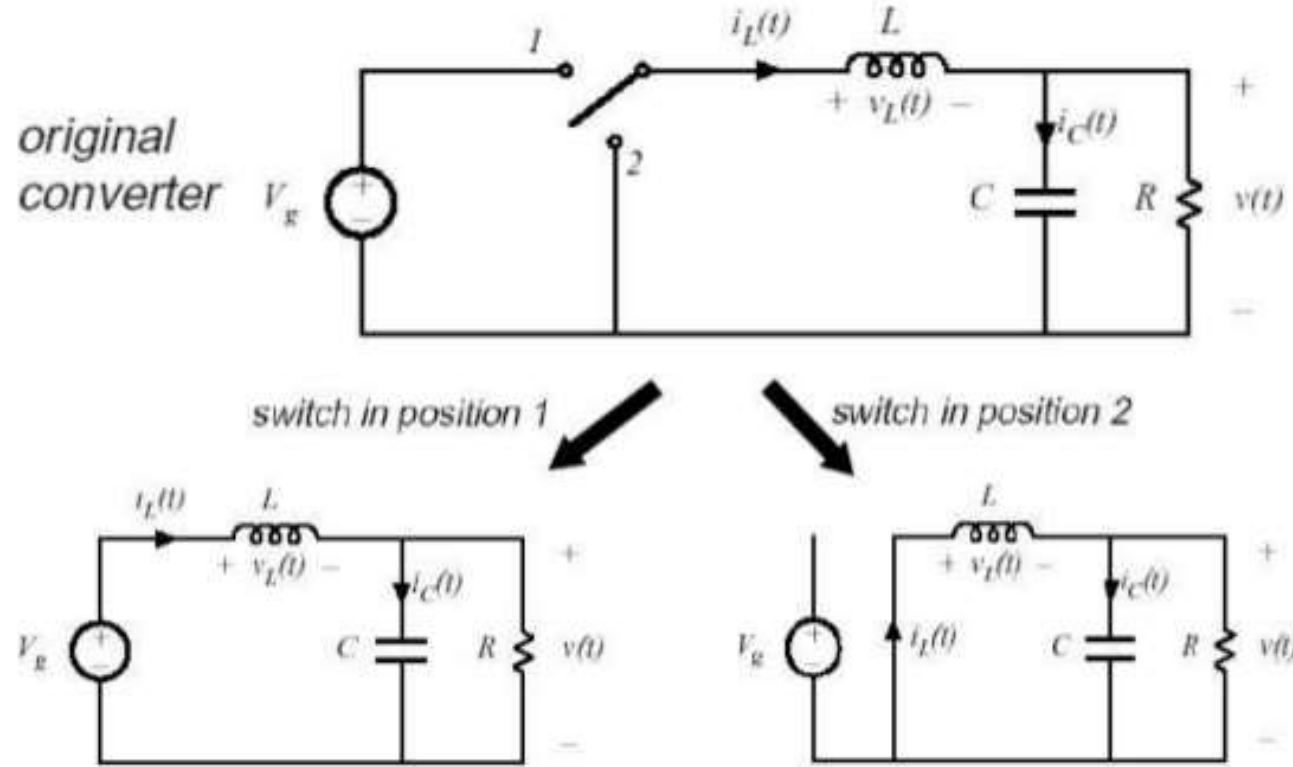 1
i_L(t)
L
+ v_L(t) −
original
converter
V_g
+
−
2
i_C(t)
C
R
+
v(t)
−
switch in position 1
switch in position 2
i_L(t)
L
+ v_L(t) −
i_C(t)
V_g
+
−
C
R
+
v(t)
−
L
+ v_L(t) −
i_C(t)
V_g
+
−
i_L(t)
C
R
+
v(t)
−